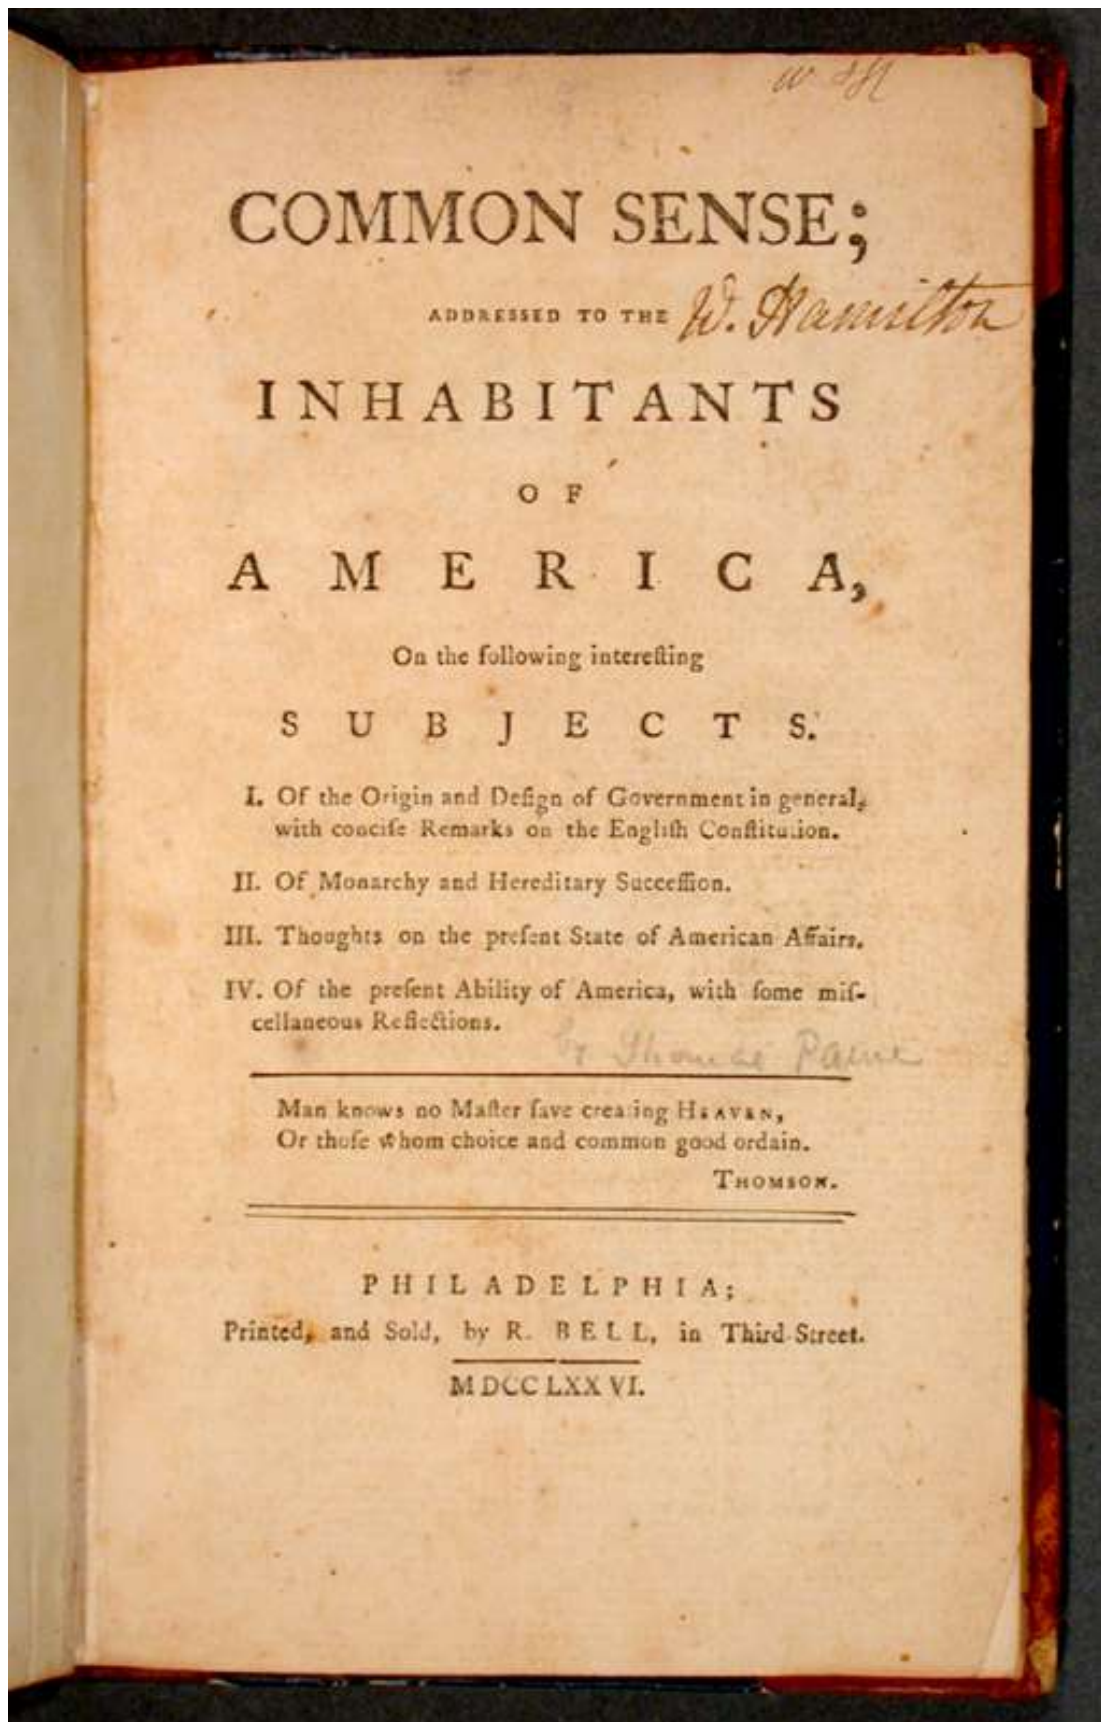 COMMON SENSE;
ADDRESSED TO THE W. Hamilton
INHABITANTS
OF
AMERICA,
On the following intereſting
SUBJECTS.
I. Of the Origin and Deſign of Government in general,
with conciſe Remarks on the Engliſh Conſtitution.
II. Of Monarchy and Hereditary Succeſſion.
III. Thoughts on the preſent State of American Affairs.
IV. Of the preſent Ability of America, with ſome miſ-
cellaneous Reflections.
by Thomas Paine
Man knows no Maſter ſave creating HEAVEN,
Or thoſe whom choice and common good ordain.
THOMSON.
PHILADELPHIA;
Printed, and Sold, by R. BELL, in Third-Street.
MDCCLXXVI.